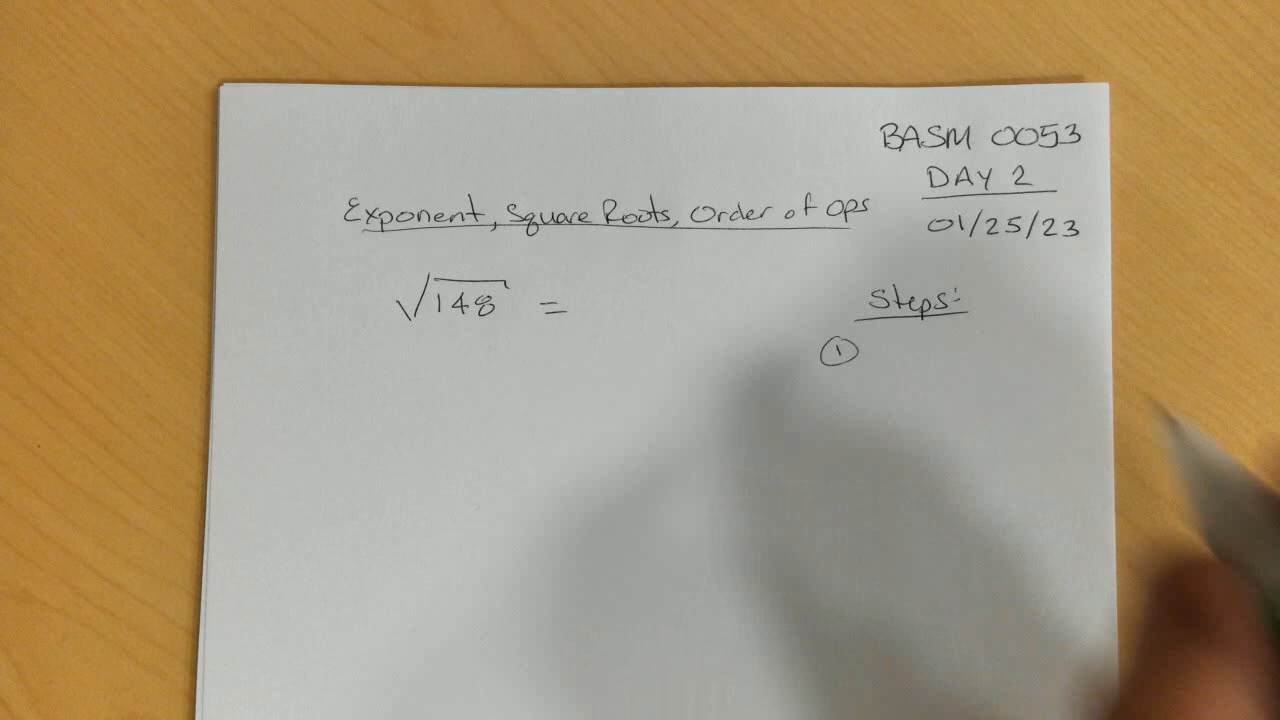 BASM 0053
DAY 2
01/25/23
Exponent, Square Roots, Order of Ops
√148 =
Steps:
①